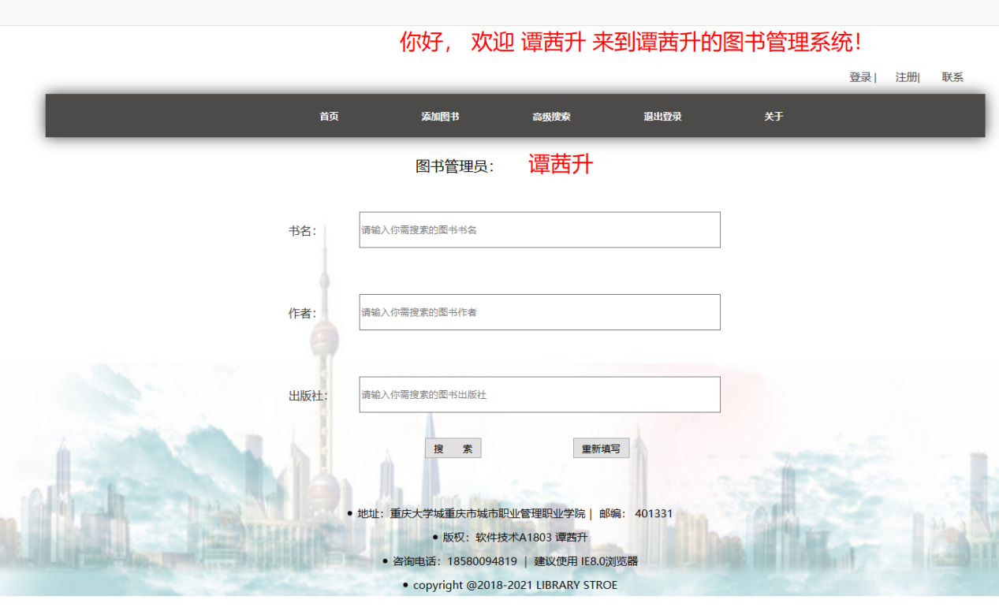 你好， 欢迎 谭茜升 来到谭茜升的图书管理系统！
登录 | 注册| 联系
首页 添加图书 高级搜索 退出登录 关于
图书管理员： 谭茜升
书名： 请输入你需搜索的图书书名
作者： 请输入你需搜索的图书作者
出版社： 请输入你需搜索的图书出版社
搜 索 重新填写
● 地址：重庆大学城重庆市城市职业管理职业学院 | 邮编： 401331
● 版权：软件技术A1803 谭茜升
● 咨询电话：18580094819 | 建议使用 IE8.0浏览器
● copyright @2018-2021 LIBRARY STROE